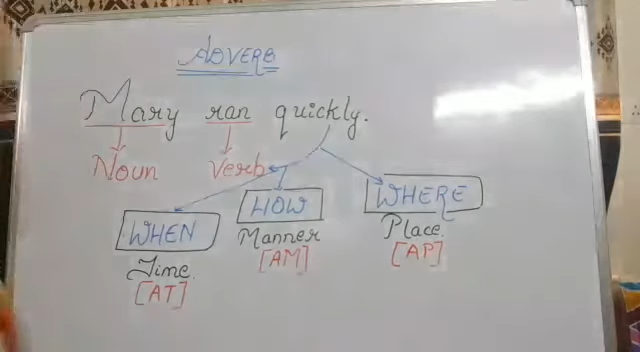 ADVERB
Mary ran quickly.
Noun Verb
WHEN HOW WHERE
Time. Manner Place.
[AT] [AM] [AP]